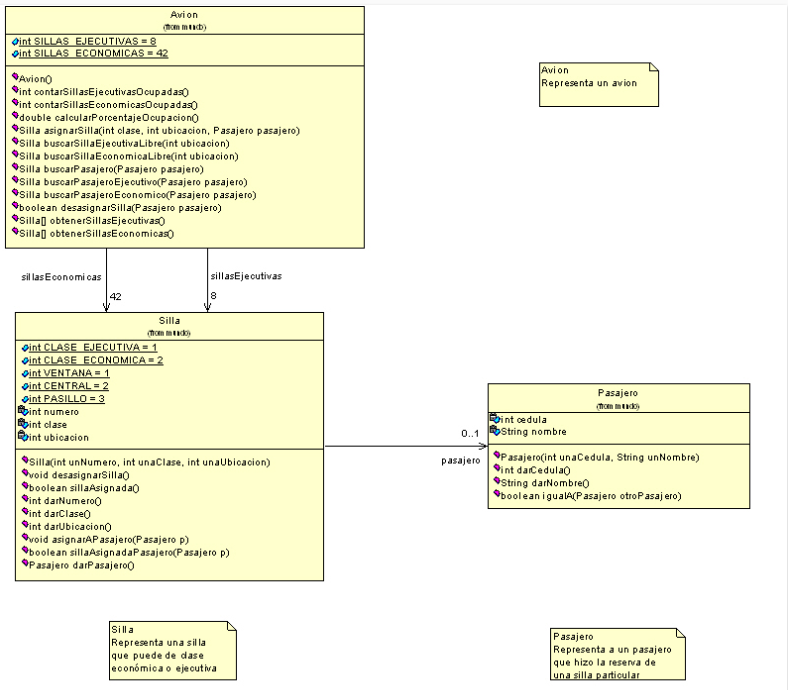 Avion
(from mundo)
int SILLAS_EJECUTIVAS = 8
int SILLAS_ECONOMICAS = 42
Avion()
int contarSillasEjecutivasOcupadas()
int contarSillasEconomicasOcupadas()
double calcularPorcentajeOcupacion()
Silla asignarSilla(int clase, int ubicacion, Pasajero pasajero)
Silla buscarSillaEjecutivaLibre(int ubicacion)
Silla buscarSillaEconomicaLibre(int ubicacion)
Silla buscarPasajero(Pasajero pasajero)
Silla buscarPasajeroEjecutivo(Pasajero pasajero)
Silla buscarPasajeroEconomico(Pasajero pasajero)
boolean desasignarSilla(Pasajero pasajero)
Silla[] obtenerSillasEjecutivas()
Silla[] obtenerSillasEconomicas()
Avion
Representa un avion
sillasEconomicas
sillasEjecutivas
42
8
Silla
(from mundo)
int CLASE_EJECUTIVA = 1
int CLASE_ECONOMICA = 2
int VENTANA = 1
int CENTRAL = 2
int PASILLO = 3
int numero
int clase
int ubicacion
Silla(int unNumero, int unaClase, int unaUbicacion)
void desasignarSilla()
boolean sillaAsignada()
int darNumero()
int darClase()
int darUbicacion()
void asignarAPasajero(Pasajero p)
boolean sillaAsignadaPasajero(Pasajero p)
Pasajero darPasajero()
0..1
pasajero
Pasajero
(from mundo)
int cedula
String nombre
Pasajero(int unaCedula, String unNombre)
int darCedula()
String darNombre()
boolean igualA(Pasajero otroPasajero)
Silla
Representa una silla
que puede de clase
económica o ejecutiva
Pasajero
Representa a un pasajero
que hizo la reserva de
una silla particular